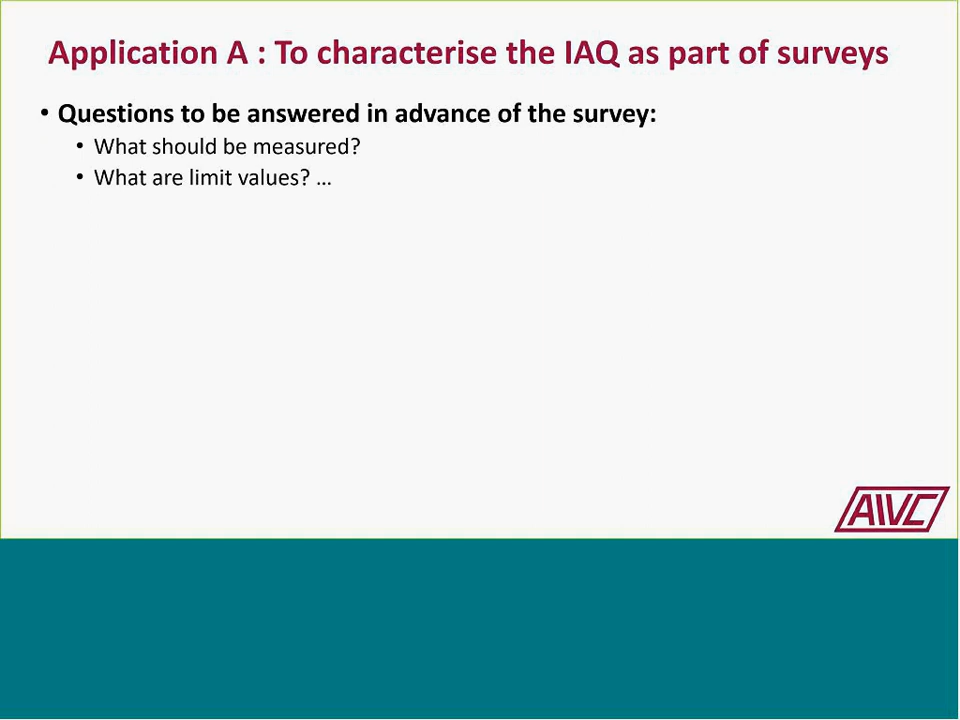 Application A : To characterise the IAQ as part of surveys
• Questions to be answered in advance of the survey:
• What should be measured?
• What are limit values? ...
AIVC